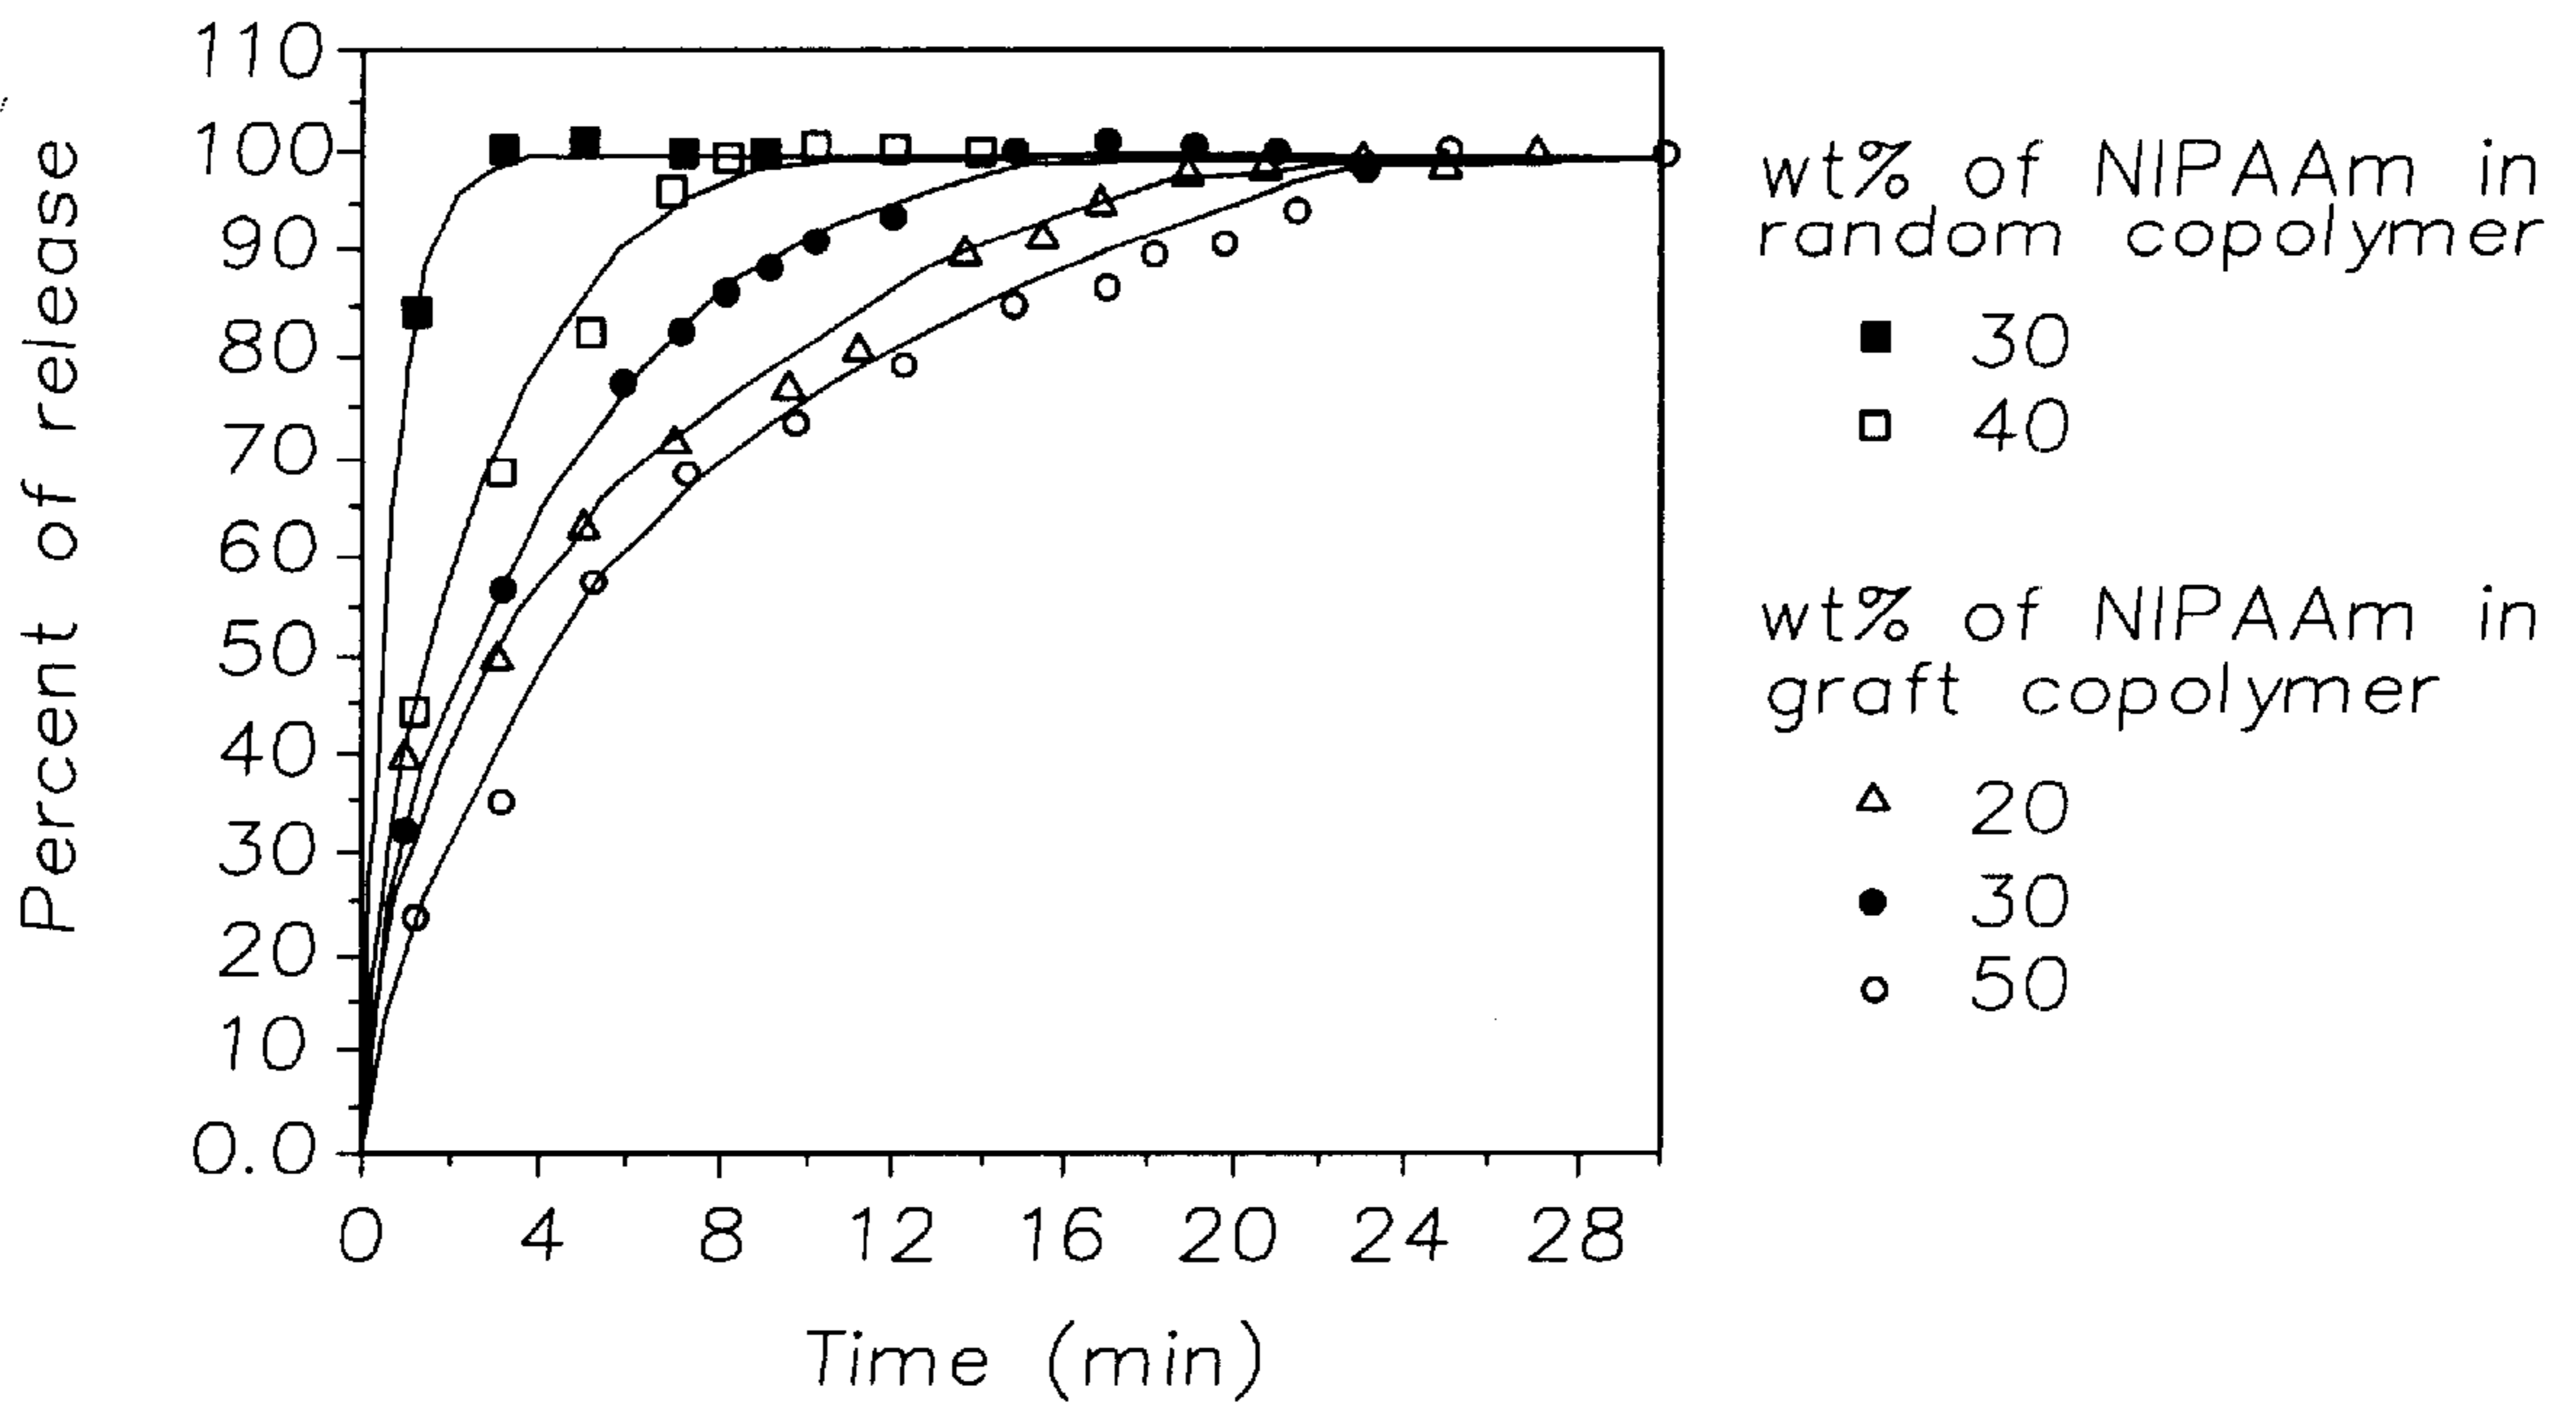 Percent of release
110
100
90
80
70
60
50
40
30
20
10
0.0
0 4 8 12 16 20 24 28
Time (min)
wt% of NIPAAm in
random copolymer
30
40
wt% of NIPAAm in
graft copolymer
20
30
50